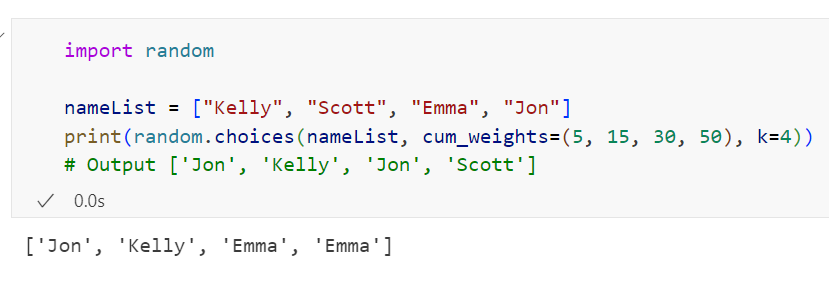 import random
nameList = ["Kelly", "Scott", "Emma", "Jon"]
print(random.choices(nameList, cum_weights=(5, 15, 30, 50), k=4))
# Output ['Jon', 'Kelly', 'Jon', 'Scott']
0.0s
['Jon', 'Kelly', 'Emma', 'Emma']